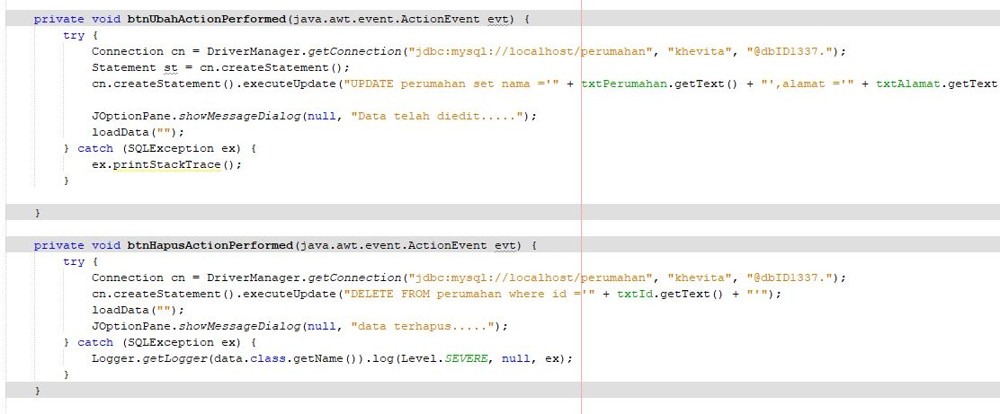 private void btnUbahActionPerformed(java.awt.event.ActionEvent evt) {
try {
Connection cn = DriverManager.getConnection("jdbc:mysql://localhost/perumahan", "khevita", "@dbIDl337.");
Statement st = cn.createStatement();
cn.createStatement().executeUpdate("UPDATE perumahan set nama ='" + txtPerumahan.getText() + "',alamat ='" + txtAlamat.getText
JOptionPane.showMessageDialog(null, "Data telah diedit.....");
loadData("");
} catch (SQLException ex) {
ex.printStackTrace();
}
}
private void btnHapusActionPerformed(java.awt.event.ActionEvent evt) {
try {
Connection cn = DriverManager.getConnection("jdbc:mysql://localhost/perumahan", "khevita", "@dbIDl337.");
cn.createStatement().executeUpdate("DELETE FROM perumahan where id ='" + txtId.getText() + "'");
loadData("");
JOptionPane.showMessageDialog(null, "data terhapus.....");
} catch (SQLException ex) {
Logger.getLogger(data.class.getName()).log(Level.SEVERE, null, ex);
}
}